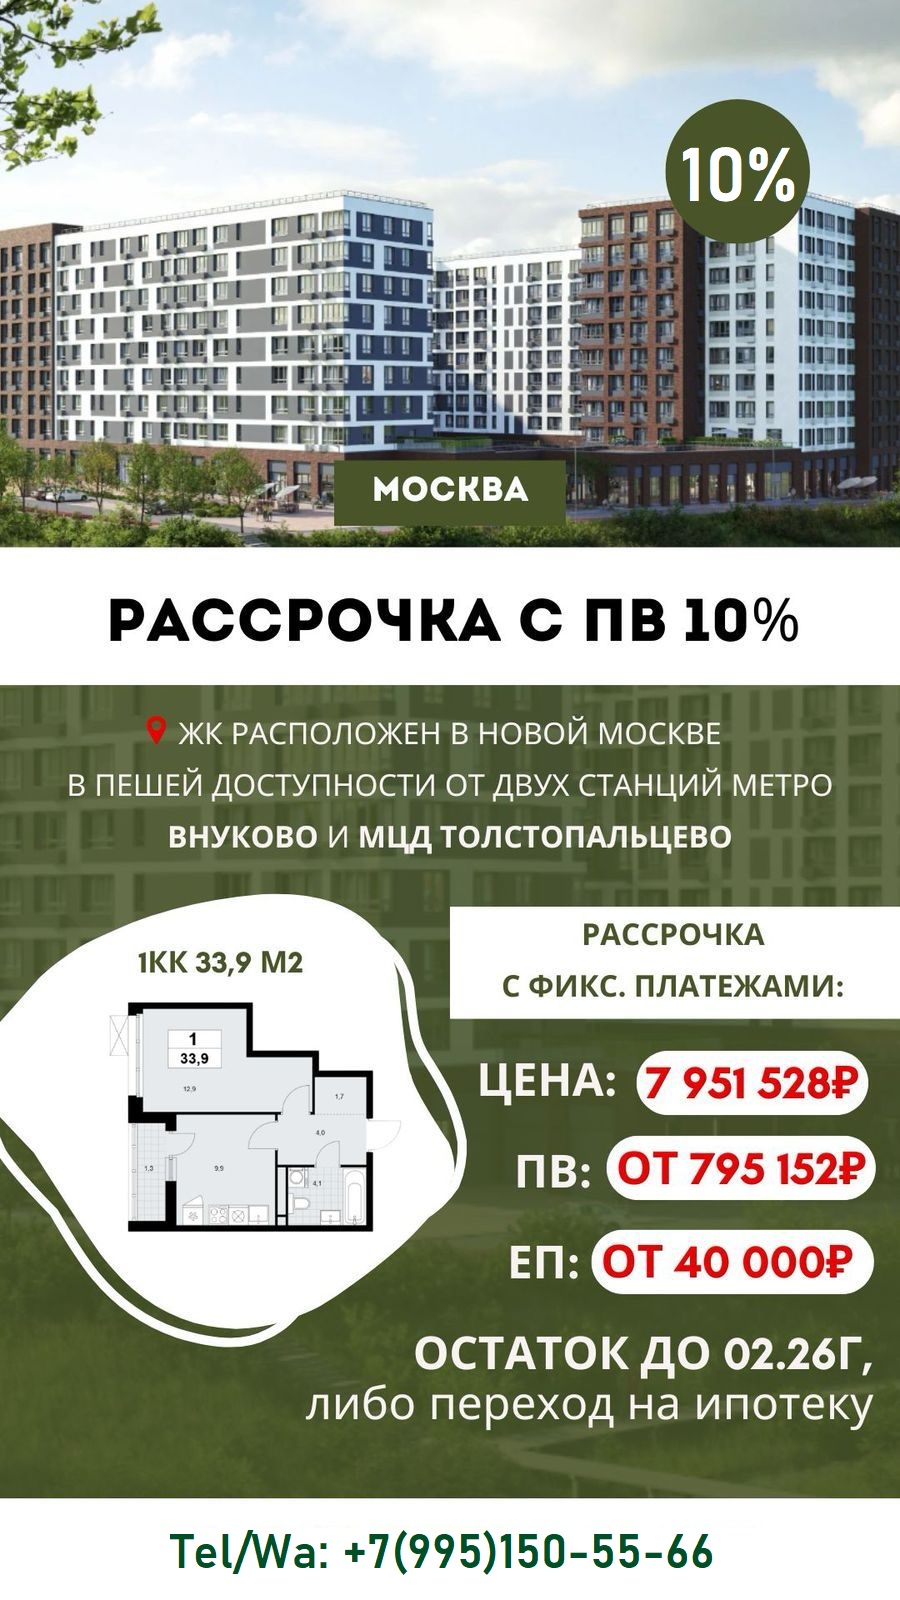 10%
МОСКВА
РАССРОЧКА С ПВ 10%
ЖК РАСПОЛОЖЕН В НОВОЙ МОСКВЕ
В ПЕШЕЙ ДОСТУПНОСТИ ОТ ДВУХ СТАНЦИЙ МЕТРО
ВНУКОВО И МЦД ТОЛСТОПАЛЬЦЕВО
1КК 33,9 М2
1
33,9
12,9
1,7
4,0
1,3
9,9
4,1
РАССРОЧКА
С ФИКС. ПЛАТЕЖАМИ:
ЦЕНА: 7 951 528₽
ПВ: ОТ 795 152₽
ЕП: ОТ 40 000₽
ОСТАТОК ДО 02.26Г,
либо переход на ипотеку
Tel/Wa: +7(995)150-55-66